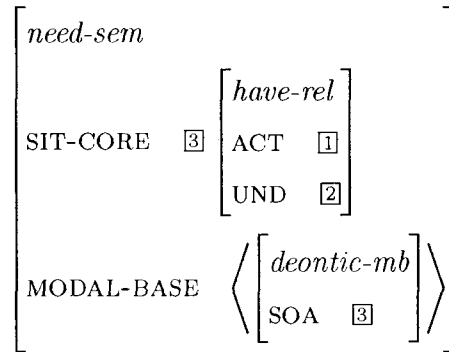 need-sem
have-rel
SIT-CORE 3 ACT 1
UND 2
deontic-mb
MODAL-BASE ⟨ SOA 3 ⟩